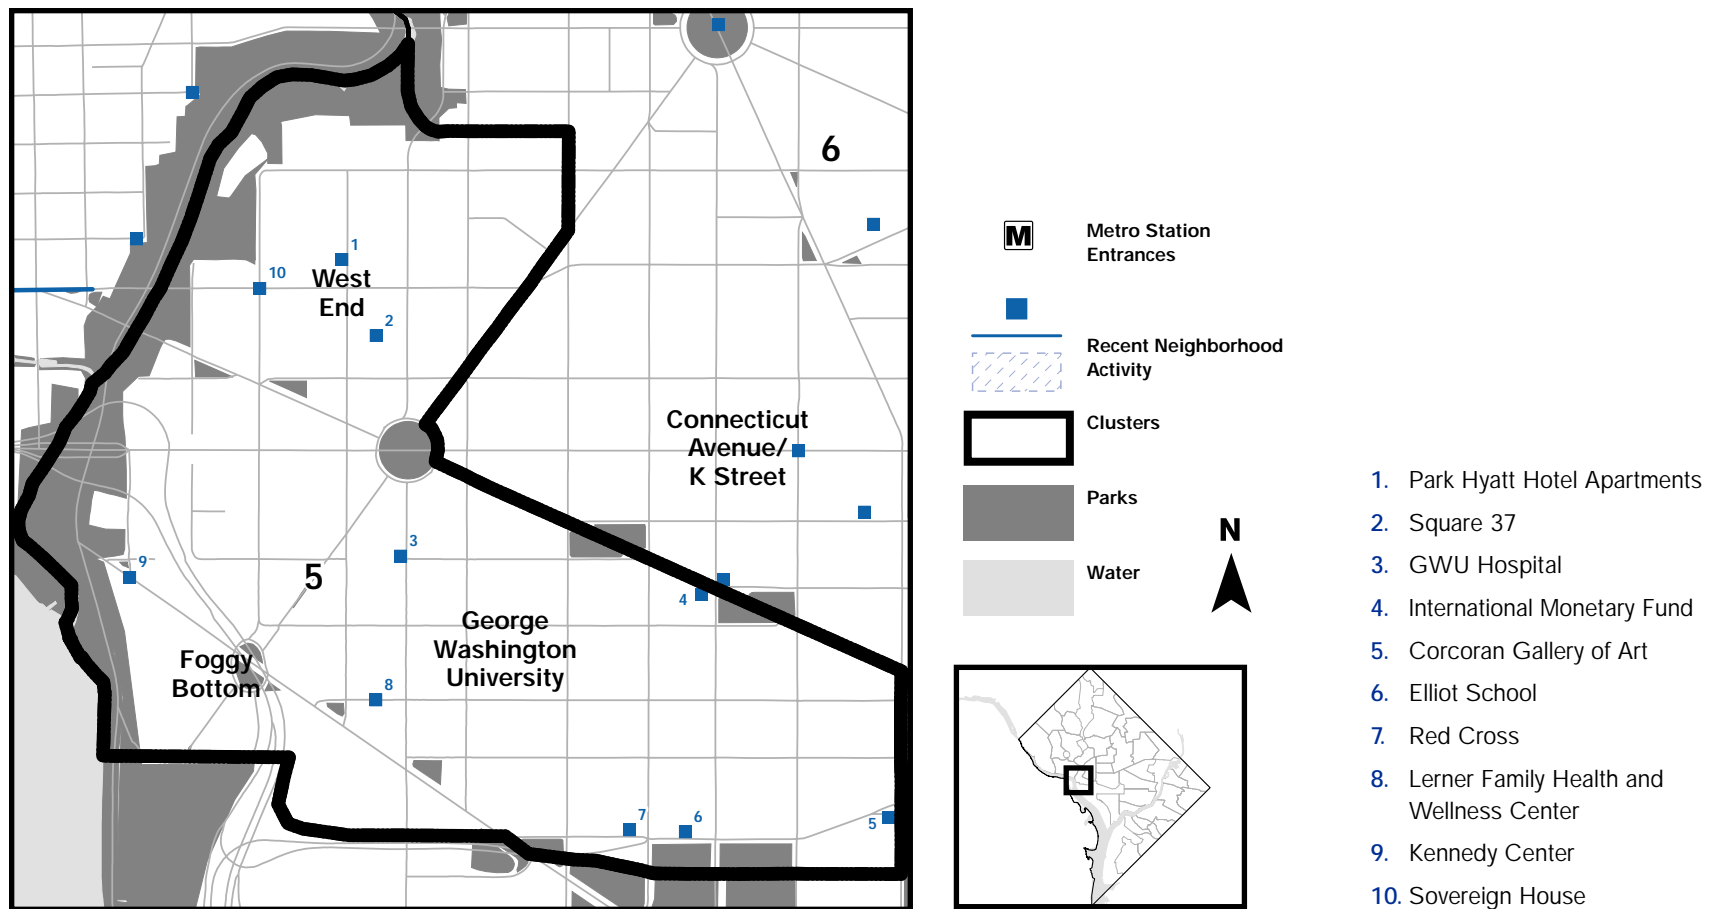 6
1
10
West
End
2
Connecticut
Avenue/
K Street
3
9
5
4
George
Washington
University
Foggy
Bottom
8
7
6
5
M
Metro Station
Entrances
Recent Neighborhood
Activity
Clusters
Parks
Water
N
1. Park Hyatt Hotel Apartments
2. Square 37
3. GWU Hospital
4. International Monetary Fund
5. Corcoran Gallery of Art
6. Elliot School
7. Red Cross
8. Lerner Family Health and
Wellness Center
9. Kennedy Center
10. Sovereign House